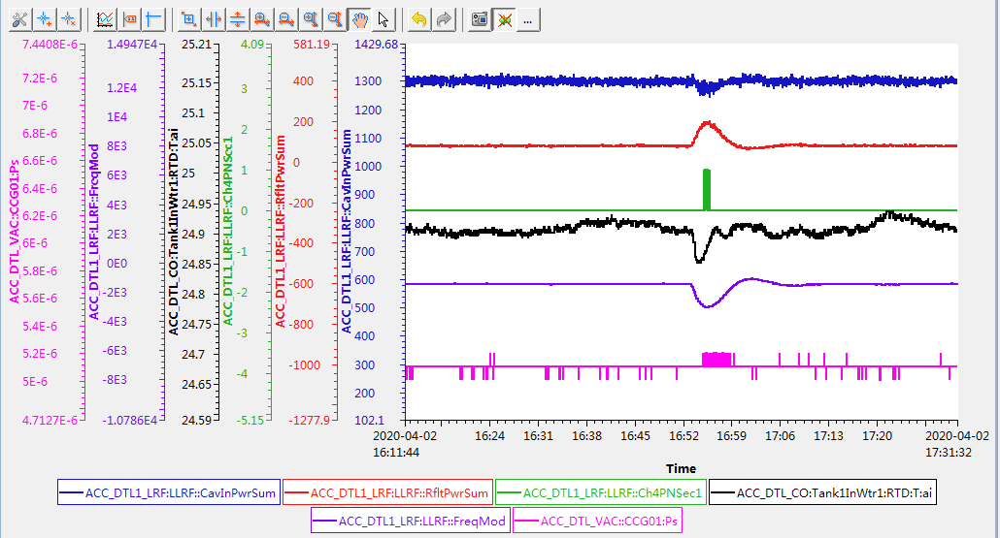 ...
7.4408E-6 1.4947E4 25.21 4.09 581.19 1429.68
7.2E-6 1.2E4 25.15 3 400 1300
7E-6 1E4 25.1 2 200 1200
6.8E-6 8E3 25.05 1 0 1100
6.6E-6 6E3 25 0 -200 1000
6.4E-6 4E3 24.95 -1 -400 900
6.2E-6 2E3 24.9 -2 -600 800
6E-6 0E0 24.85 -3 -800 700
5.8E-6 -2E3 24.8 -4 -1000 600
5.6E-6 -4E3 24.75 -5.15 -1277.9 500
5.4E-6 -6E3 24.7 400
5.2E-6 -8E3 24.65 300
5E-6 -1.0786E4 24.59 200
4.7127E-6 102.1
ACC_DTL_VAC::CCG01:Ps
ACC_DTL1_LRF:LLRF::FreqMod
ACC_DTL_CO:Tank1InWtr1:RTD:T:ai
ACC_DTL1_LRF:LLRF::Ch4PNSec1
ACC_DTL1_LRF:LLRF::RfltPwrSum
ACC_DTL1_LRF:LLRF::CavInPwrSum
2020-04-02 16:24 16:31 16:38 16:45 16:52 16:59 17:06 17:13 17:20 2020-04-02
16:11:44 17:31:32
Time
ACC_DTL1_LRF:LLRF::CavInPwrSum ACC_DTL1_LRF:LLRF::RfltPwrSum ACC_DTL1_LRF:LLRF::Ch4PNSec1 ACC_DTL_CO:Tank1InWtr1:RTD:T:ai
ACC_DTL1_LRF:LLRF::FreqMod ACC_DTL_VAC::CCG01:Ps